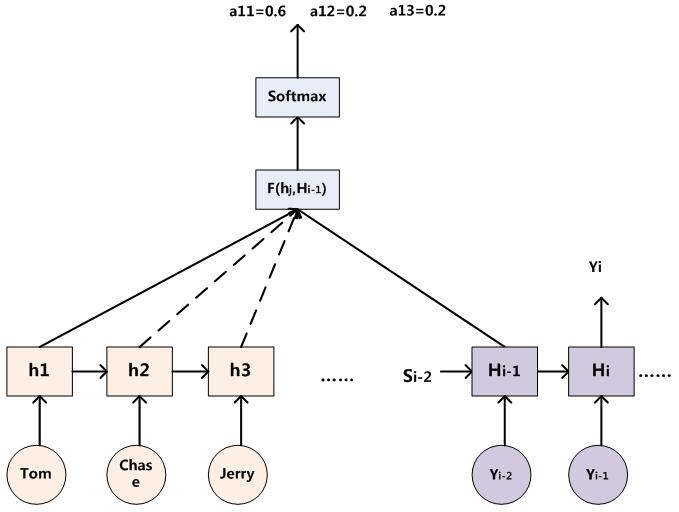 a11=0.6 a12=0.2 a13=0.2
Softmax
F(hj,Hi-1)
Yi
h1 h2 h3 ...... Si-2 Hi-1 Hi ......
Tom Chas Jerry Yi-2 Yi-1
e